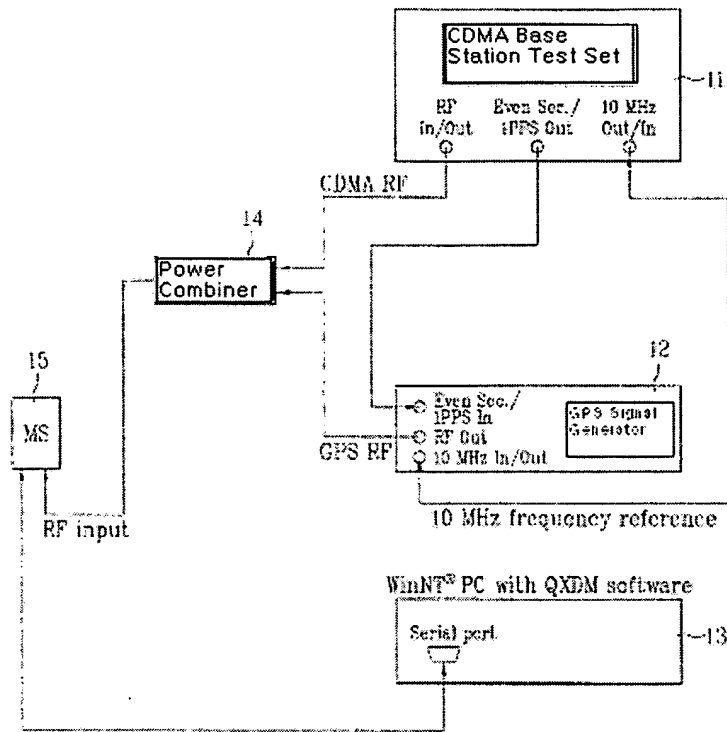 CDMA Base
Station Test Set
11
RF
In/Out
Even Sec./
1PPS Out
10 MHz
Out/In
CDMA RF
14
Power
Combiner
15
MS
12
Even Sec./
1PPS In
RF Out
10 MHz In/Out
GPS Signal
Generator
GPS RF
RF input
10 MHz frequency reference
WinNT® PC with QXDM software
Serial port
13